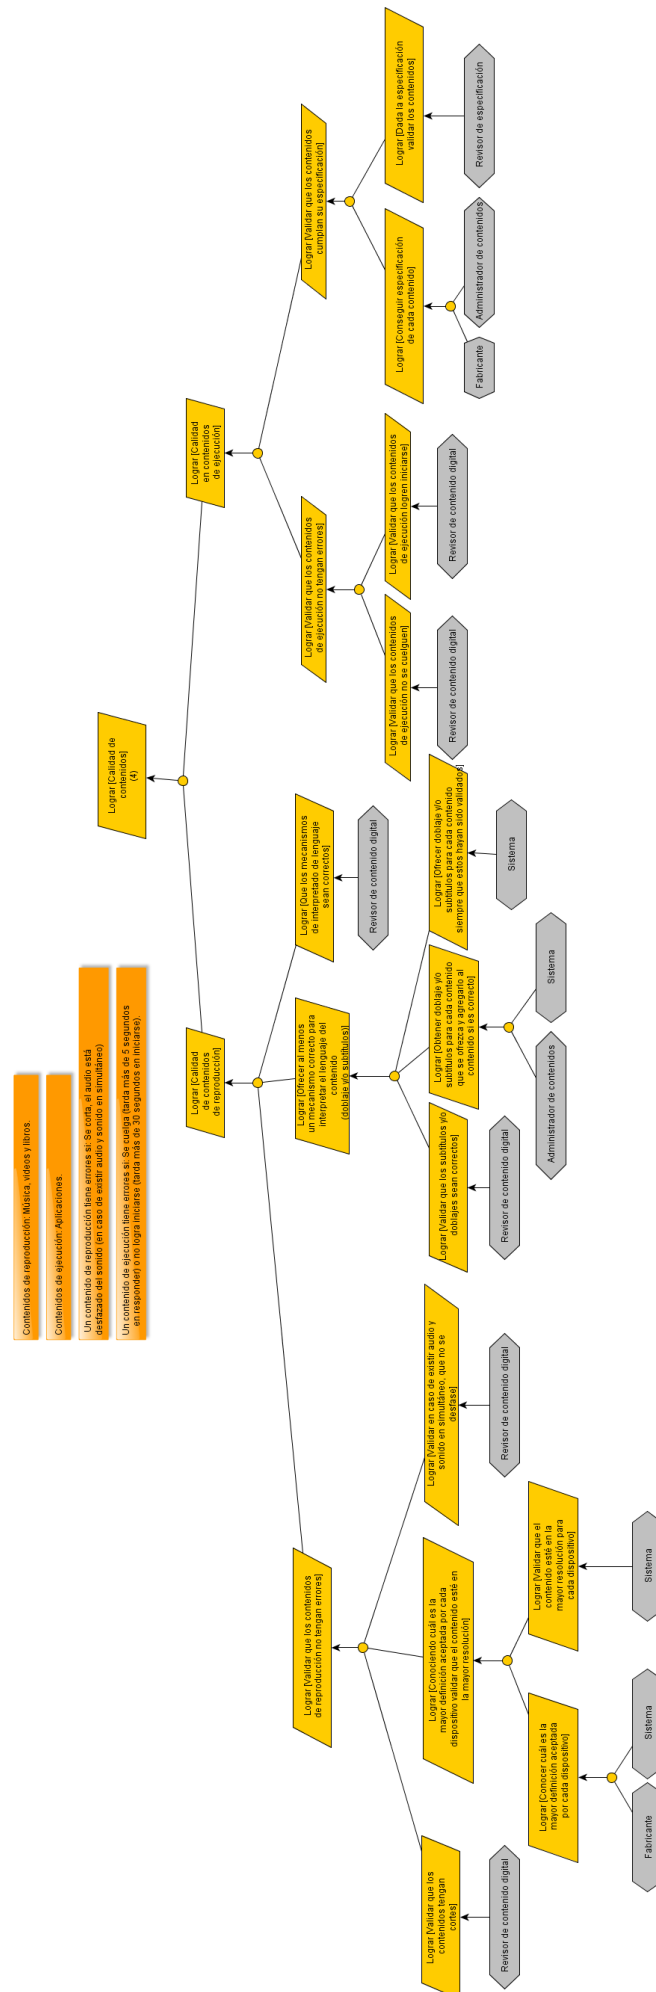 Contenidos de reproducción: Música, videos y libros.
Contenidos de ejecución: Aplicaciones.
Un contenido de reproducción tiene errores si: Se corta, el audio está
desfazado del sonido (en caso de existir audio y sonido en simultáneo)
Un contenido de ejecución tiene errores si: Se cuelga (tarda más de 5 segundos
en responder) o no logra iniciarse (tarda más de 30 segundos en iniciarse).
Lograr [Calidad de
contenidos]
(4)
Lograr [Calidad
de contenidos
de reproducción]
Lograr [Calidad
en contenidos
de ejecución]
Lograr [Validar que los contenidos
de reproducción no tengan errores]
Lograr [Ofrecer al menos
un mecanismo correcto para
interpretar el lenguaje del
contenido
(doblaje y/o subtítulos)]
Lograr [Que los mecanismos
de interpretado de lenguaje
sean correctos]
Revisor de contenido digital
Lograr [Validar que los contenidos
de ejecución no tengan errores]
Lograr [Validar que los contenidos
cumplan su especificación]
Lograr [Validar que los
contenidos tengan
cortes]
Revisor de contenido digital
Lograr [Conociendo cuál es la
mayor definición aceptada por cada
dispositivo validar que el contenido esté en
la mayor resolución]
Lograr [Validar en caso de existir audio y
sonido en simultáneo, que no se
desfase]
Revisor de contenido digital
Lograr [Validar que los subtítulos y/o
doblajes sean correctos]
Revisor de contenido digital
Lograr [Obtener doblaje y/o
subtítulos para cada contenido
que se ofrezca y agregarlo al
contenido si es correcto]
Administrador de contenidos
Sistema
Lograr [Ofrecer doblaje y/o
subtítulos para cada contenido
siempre que estos hayan sido validados]
Sistema
Lograr [Validar que los contenidos
de ejecución no se cuelguen]
Revisor de contenido digital
Lograr [Validar que los contenidos
de ejecución logren iniciarse]
Revisor de contenido digital
Lograr [Conseguir especificación
de cada contenido]
Fabricante
Administrador de contenidos
Lograr [Dada la especificación
validar los contenidos]
Revisor de especificación
Lograr [Conocer cuál es la
mayor definición aceptada
por cada dispositivo]
Fabricante
Sistema
Lograr [Validar que el
contenido esté en la
mayor resolución para
cada dispositivo]
Sistema